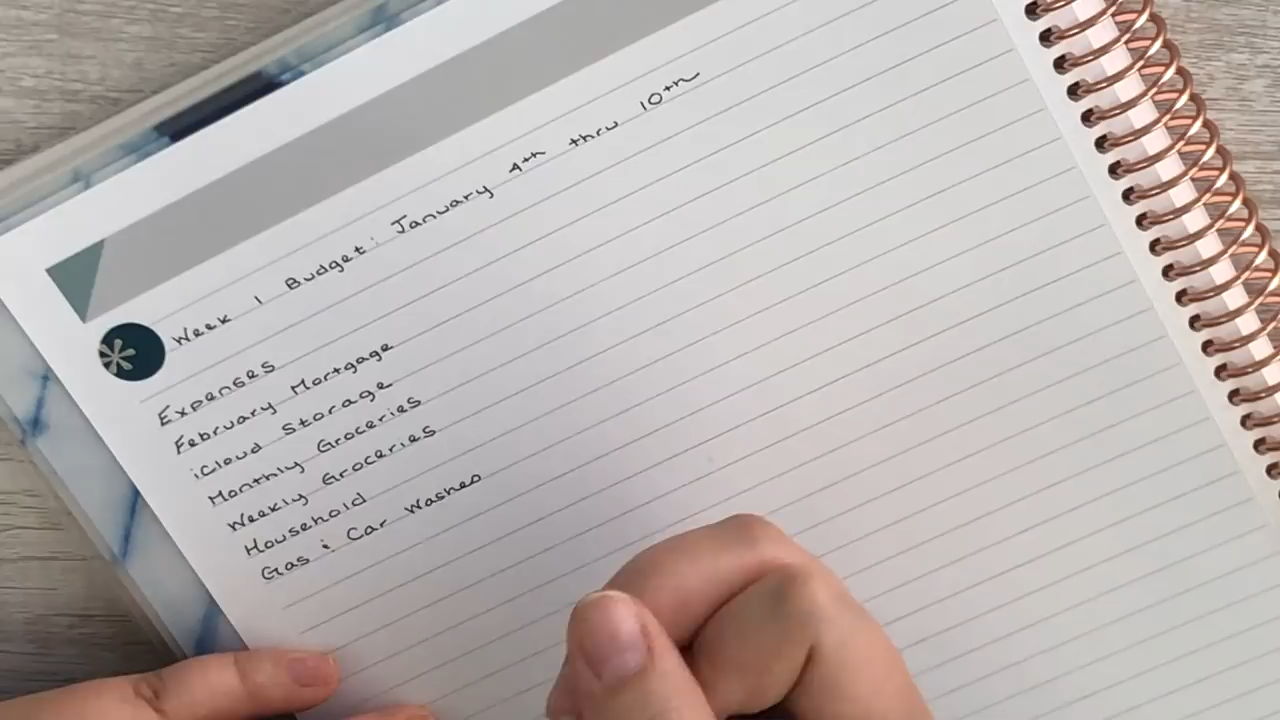 Week 1 Budget: January 4th thru 10th
Expenses
February Mortgage
iCloud Storage
Monthly Groceries
Weekly Groceries
Household
Gas & Car Washes